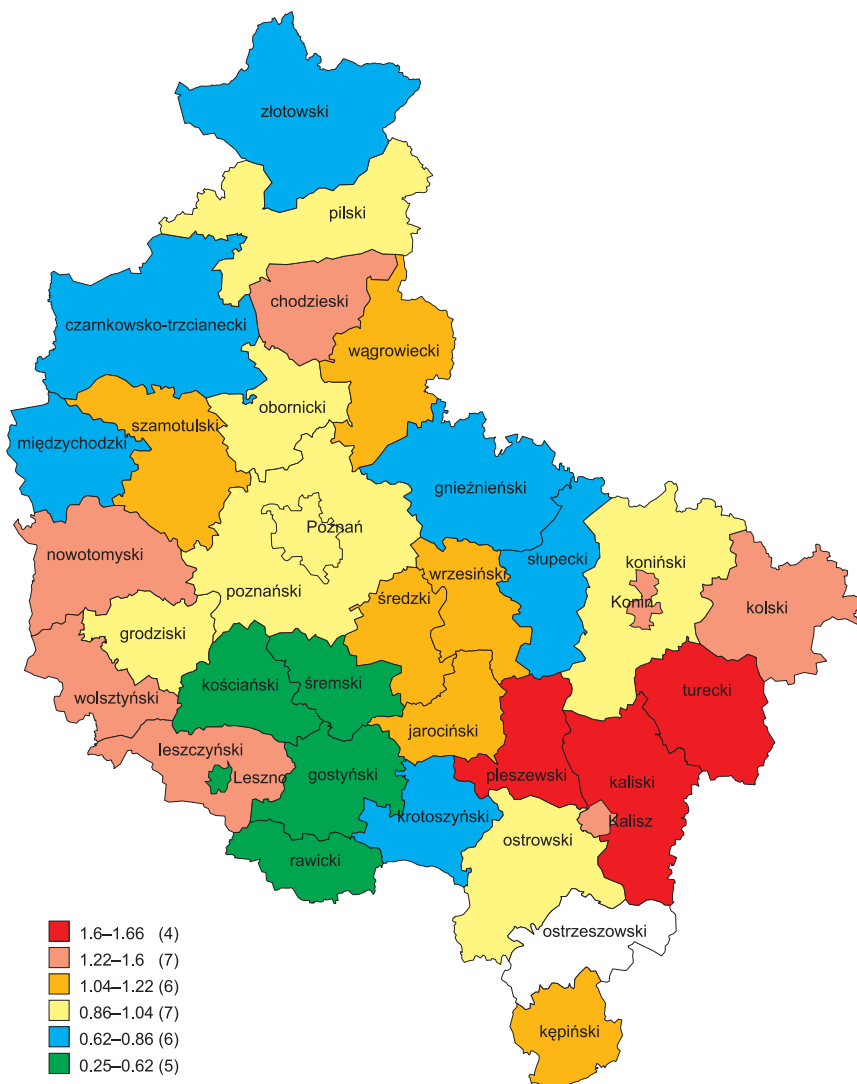 złotowski
pilski
chodzieski
czarnkowsko-trzcianecki
wągrowiecki
obornicki
szamotulski
międzychodzki
gnieźnieński
Poznań
nowotomyski
wrzesiński
słupecki
koniński
poznański
średzki
Konin
kolski
grodziski
kościański
śremski
wolsztyński
turecki
jarociński
leszczyński
Leszno
gostyński
pleszewski
kaliski
krotoszyński
Kalisz
ostrowski
rawicki
ostrzeszowski
kępiński
1.6–1.66 (4)
1.22–1.6 (7)
1.04–1.22 (6)
0.86–1.04 (7)
0.62–0.86 (6)
0.25–0.62 (5)